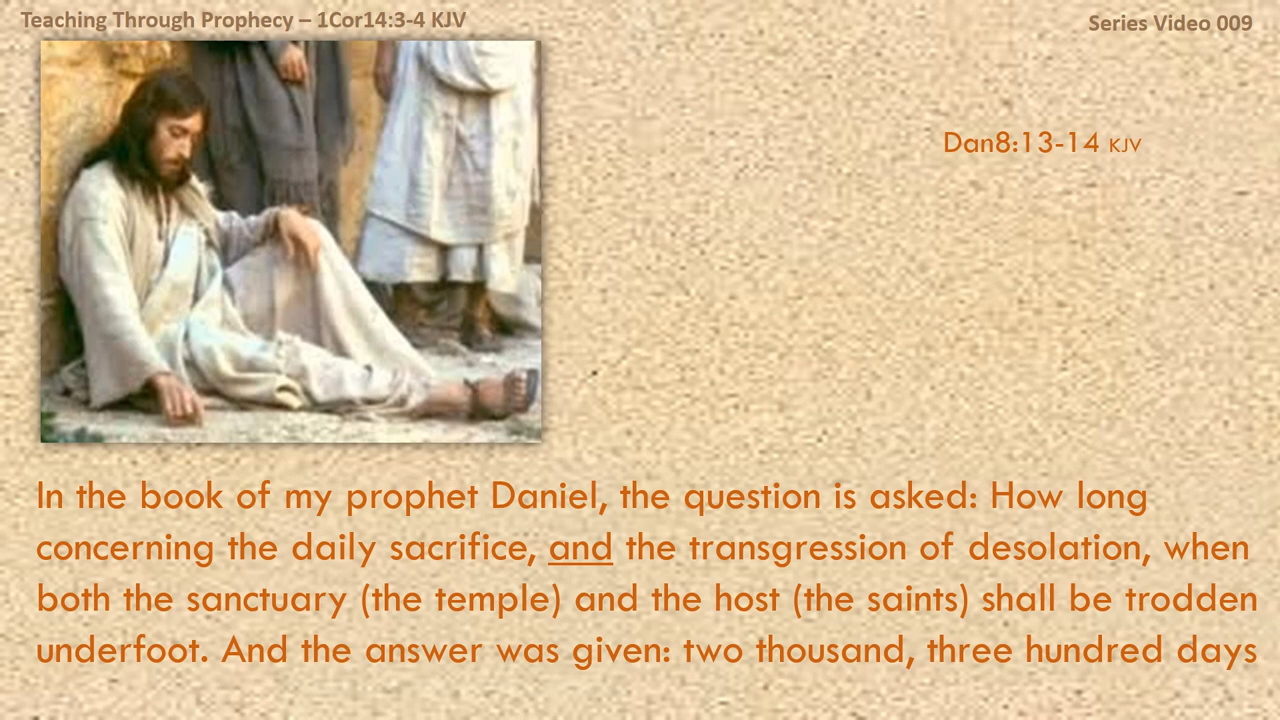 Teaching Through Prophecy – 1Cor14:3-4 KJV
Series Video 009
Dan8:13-14 KJV
In the book of my prophet Daniel, the question is asked: How long
concerning the daily sacrifice, and the transgression of desolation, when
both the sanctuary (the temple) and the host (the saints) shall be trodden
underfoot. And the answer was given: two thousand, three hundred days